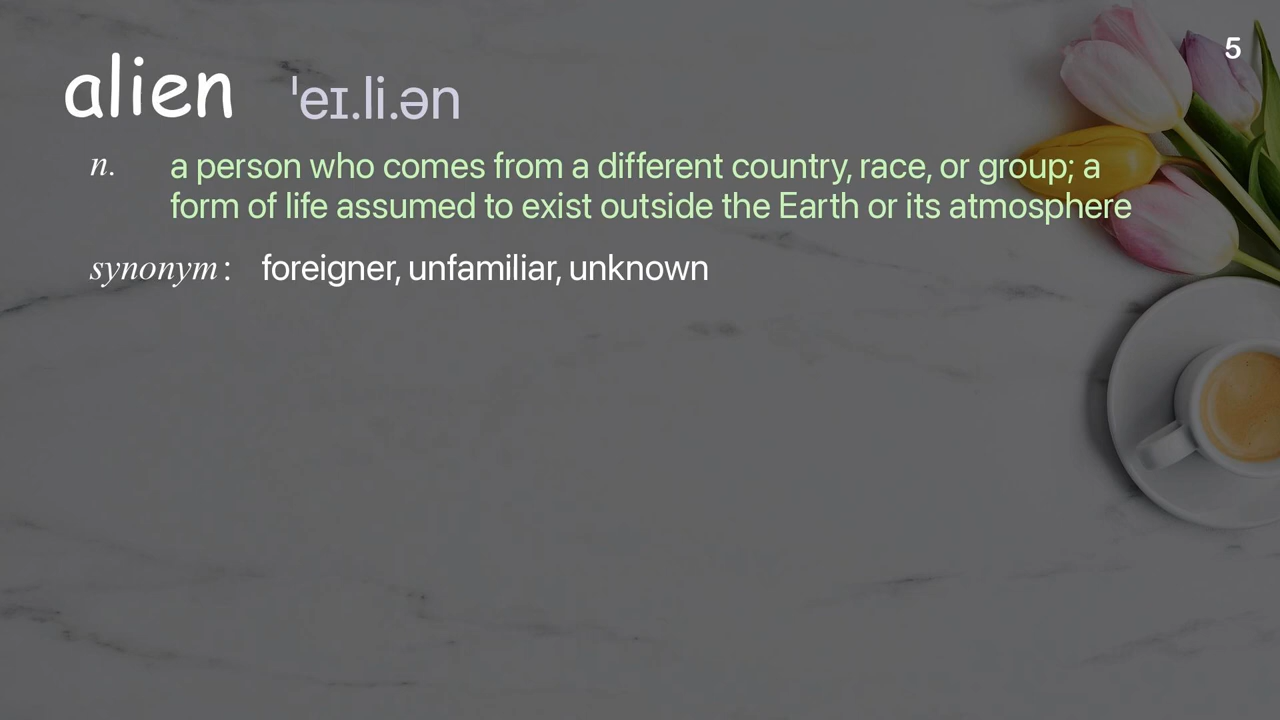 5
alien ˈeɪ.li.ən
n. a person who comes from a different country, race, or group; a
form of life assumed to exist outside the Earth or its atmosphere
synonym: foreigner, unfamiliar, unknown